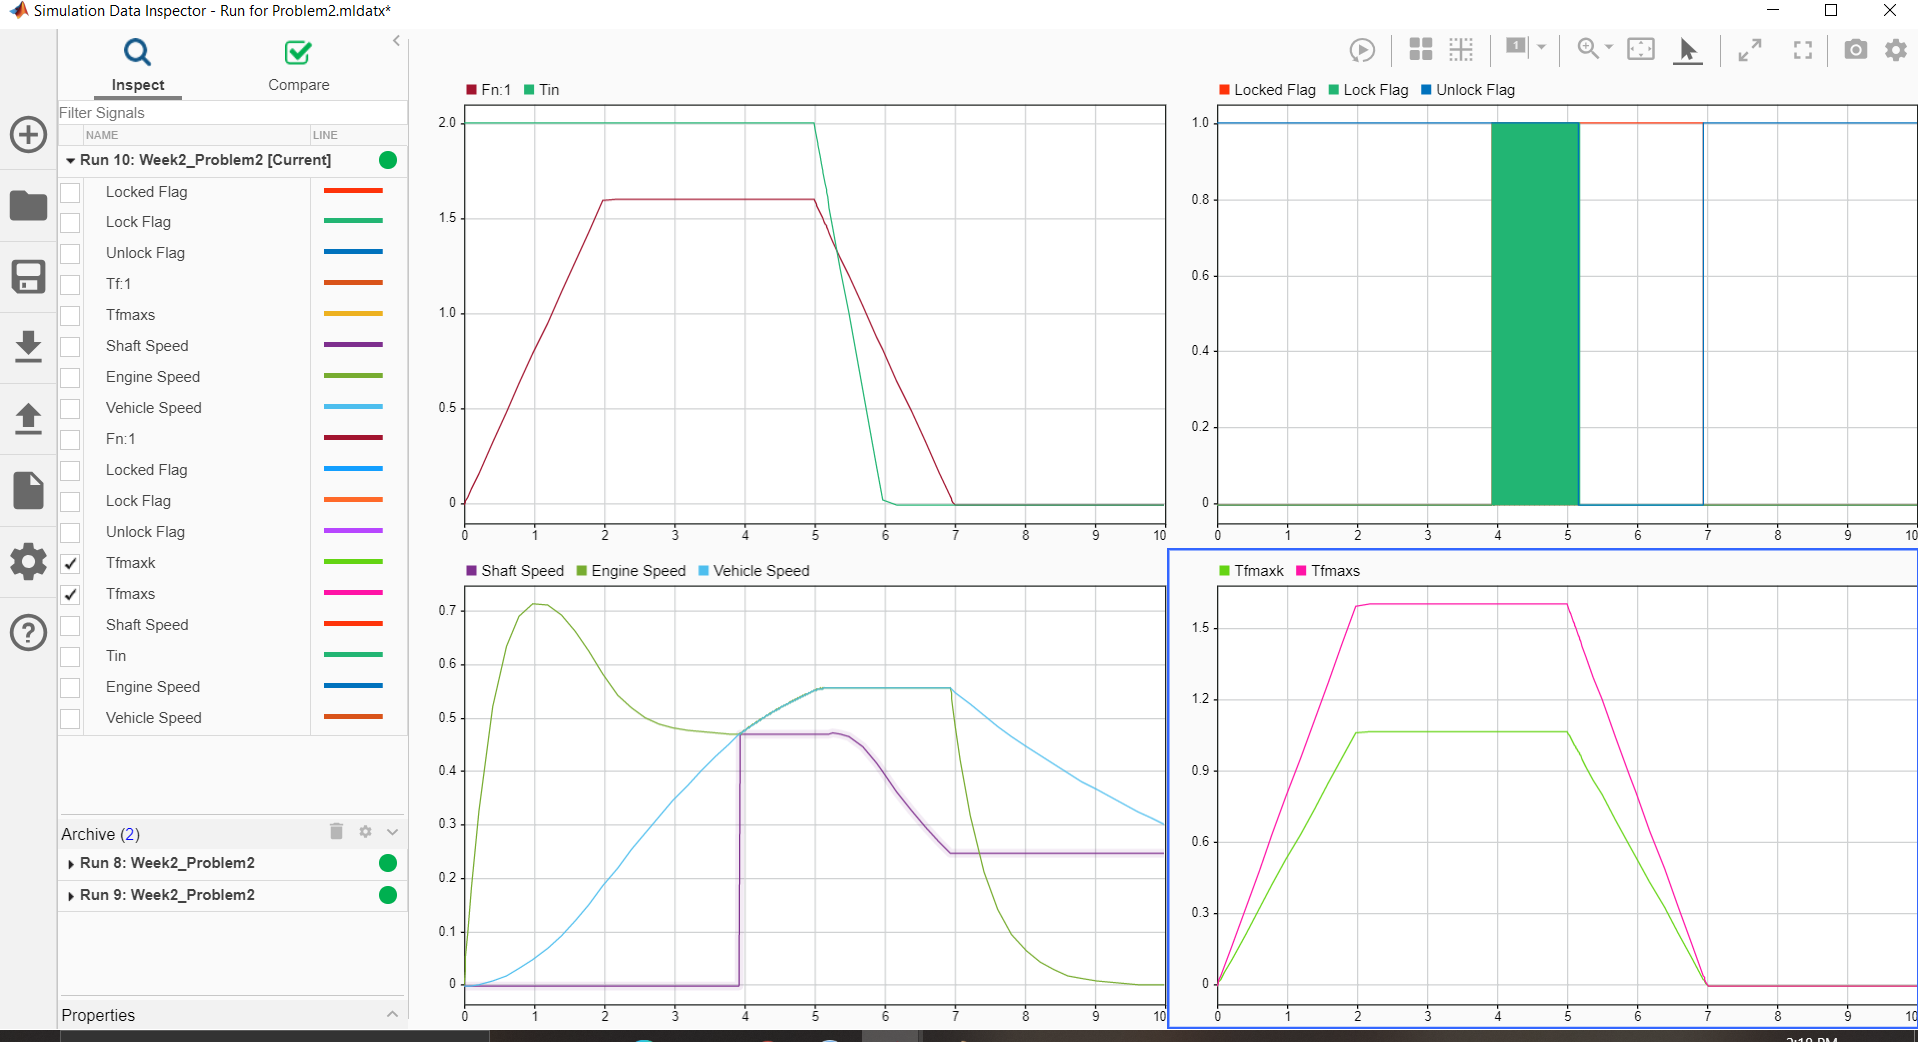 Simulation Data Inspector - Run for Problem2.mldatx*
Inspect
Compare
Filter Signals
NAME LINE
Run 10: Week2_Problem2 [Current]
Locked Flag
Lock Flag
Unlock Flag
Tf:1
Tfmaxs
Shaft Speed
Engine Speed
Vehicle Speed
Fn:1
Locked Flag
Lock Flag
Unlock Flag
Tfmaxk
Tfmaxs
Shaft Speed
Tin
Engine Speed
Vehicle Speed
Archive (2)
Run 8: Week2_Problem2
Run 9: Week2_Problem2
Properties
1
Fn:1 Tin
2.0
1.5
1.0
0.5
0
0 1 2 3 4 5 6 7 8 9 10
Locked Flag Lock Flag Unlock Flag
1.0
0.8
0.6
0.4
0.2
0
0 1 2 3 4 5 6 7 8 9 10
Shaft Speed Engine Speed Vehicle Speed
0.7
0.6
0.5
0.4
0.3
0.2
0.1
0
0 1 2 3 4 5 6 7 8 9 10
Tfmaxk Tfmaxs
1.5
1.2
0.9
0.6
0.3
0
0 1 2 3 4 5 6 7 8 9 10